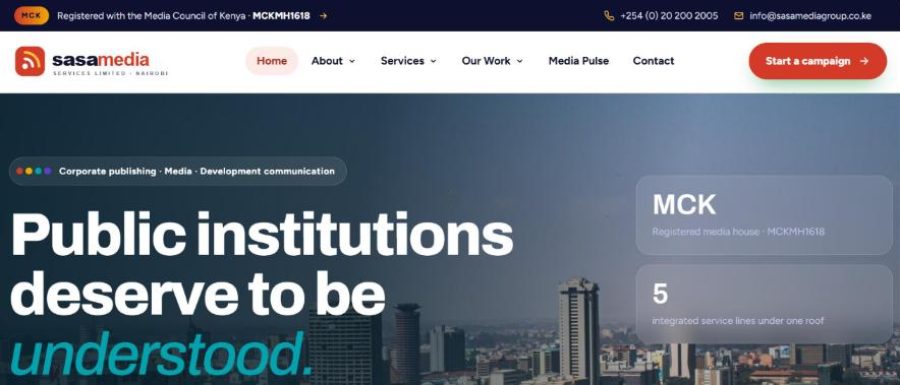 MCK Registered with the Media Council of Kenya · MCKMH1618 → +254 (0) 20 200 2005 info@sasamediagroup.co.ke
sasamedia
SERVICES LIMITED · NAIROBI
Home About Services Our Work Media Pulse Contact Start a campaign →
Corporate publishing · Media · Development communication
Public institutions
deserve to be
understood.
MCK
Registered media house · MCKMH1618
5
integrated service lines under one roof